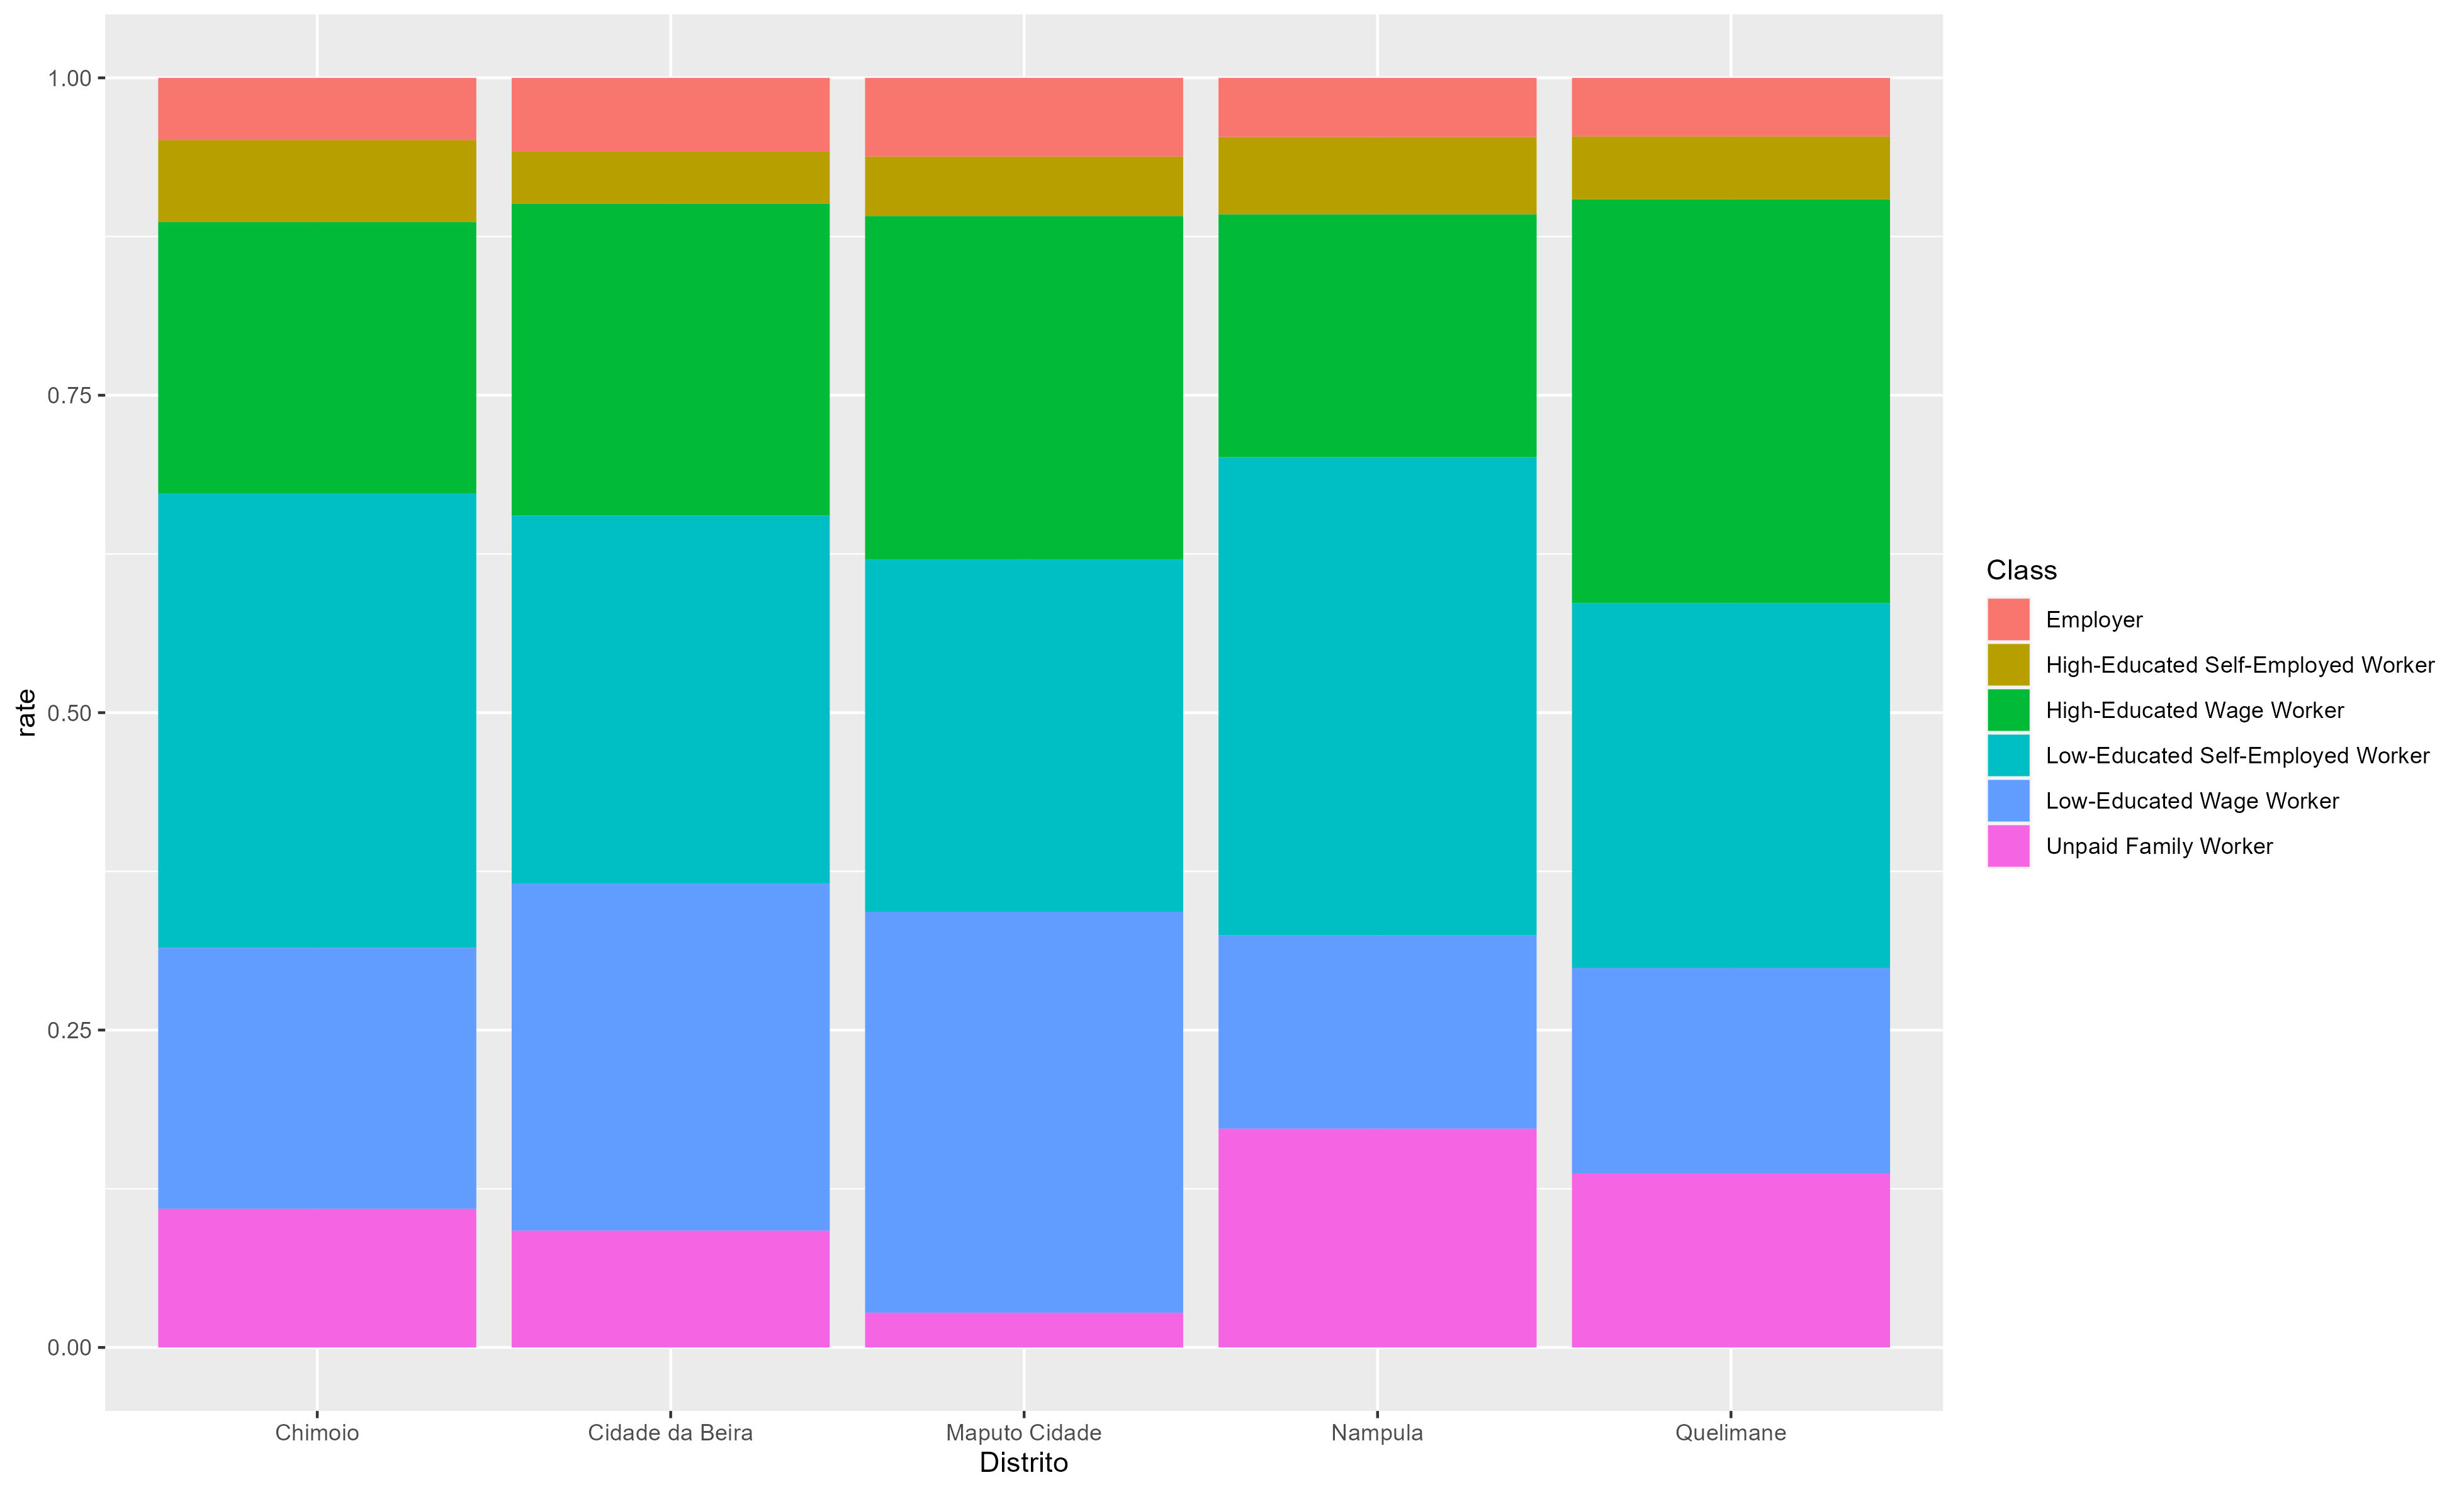 1.00
0.75
0.50
0.25
0.00
rate
Chimoio
Cidade da Beira
Maputo Cidade
Nampula
Quelimane
Distrito
Class
Employer
High-Educated Self-Employed Worker
High-Educated Wage Worker
Low-Educated Self-Employed Worker
Low-Educated Wage Worker
Unpaid Family Worker